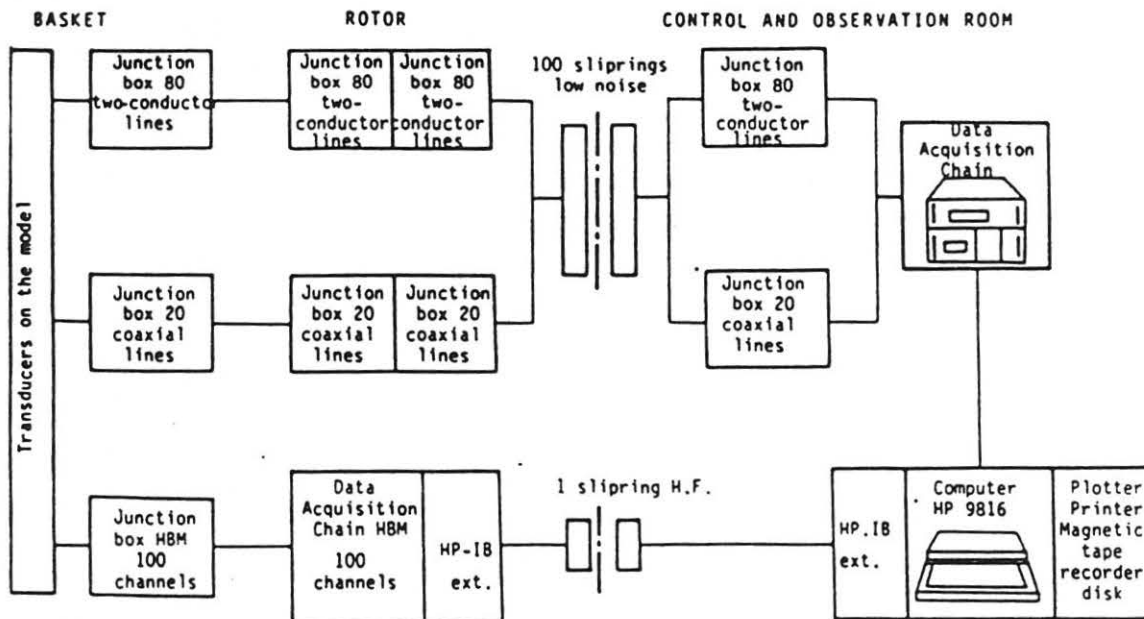 BASKET
ROTOR
CONTROL AND OBSERVATION ROOM
Transducers on the model
Junction
box 80
two-conducto
lines
Junction
box 80
two-
conductor
lines
Junction
box 80
two-
conductor
lines
100 sliprings
low noise
Junction
box 80
two-
conductor
lines
Data
Acquisition
Chain
Junction
box 20
coaxial
lines
Junction
box 20
coaxial
lines
Junction
box 20
coaxial
lines
Junction
box 20
coaxial
lines
Junction
box HBM
100
channels
Data
Acquisition
Chain HBM
100
channels
HP-IB
ext.
1 slipring H.F.
HP.IB
ext.
Computer
HP 9816
Plotter
Printer
Magnetic
tape
recorder
disk